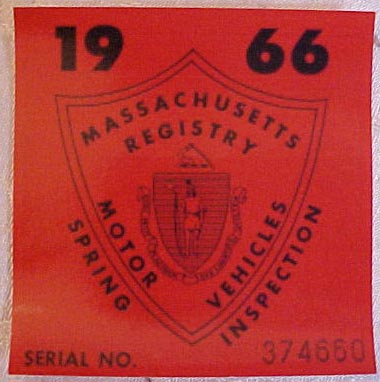 19 66
MASSACHUSETTS
REGISTRY
MOTOR VEHICLES
SPRING INSPECTION
SERIAL NO. 374660